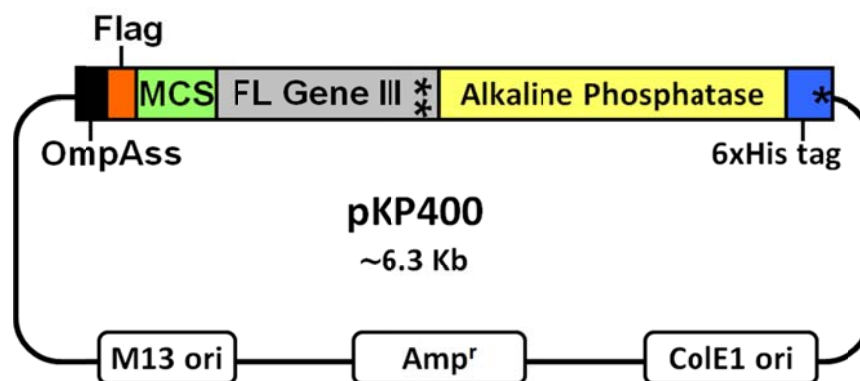 Flag
MCS FL Gene III ** Alkaline Phosphatase *
OmpAss 6xHis tag
pKP400
~6.3 Kb
M13 ori Ampʳ ColE1 ori